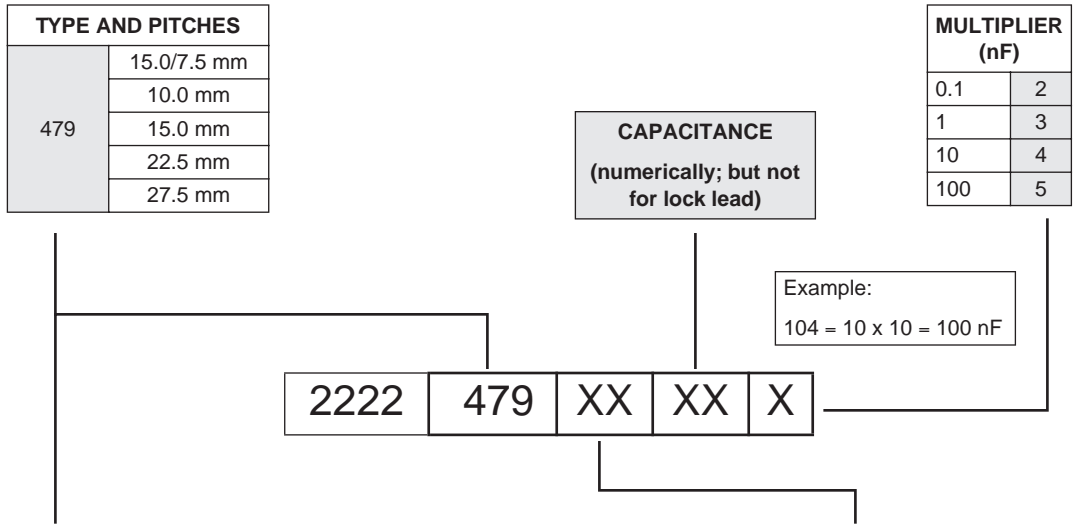 TYPE AND PITCHES
479
15.0/7.5 mm
10.0 mm
15.0 mm
22.5 mm
27.5 mm
CAPACITANCE
(numerically; but not
for lock lead)
MULTIPLIER
(nF)
0.1 2
1 3
10 4
100 5
Example:
104 = 10 x 10 = 100 nF
2222 479 XX XX X